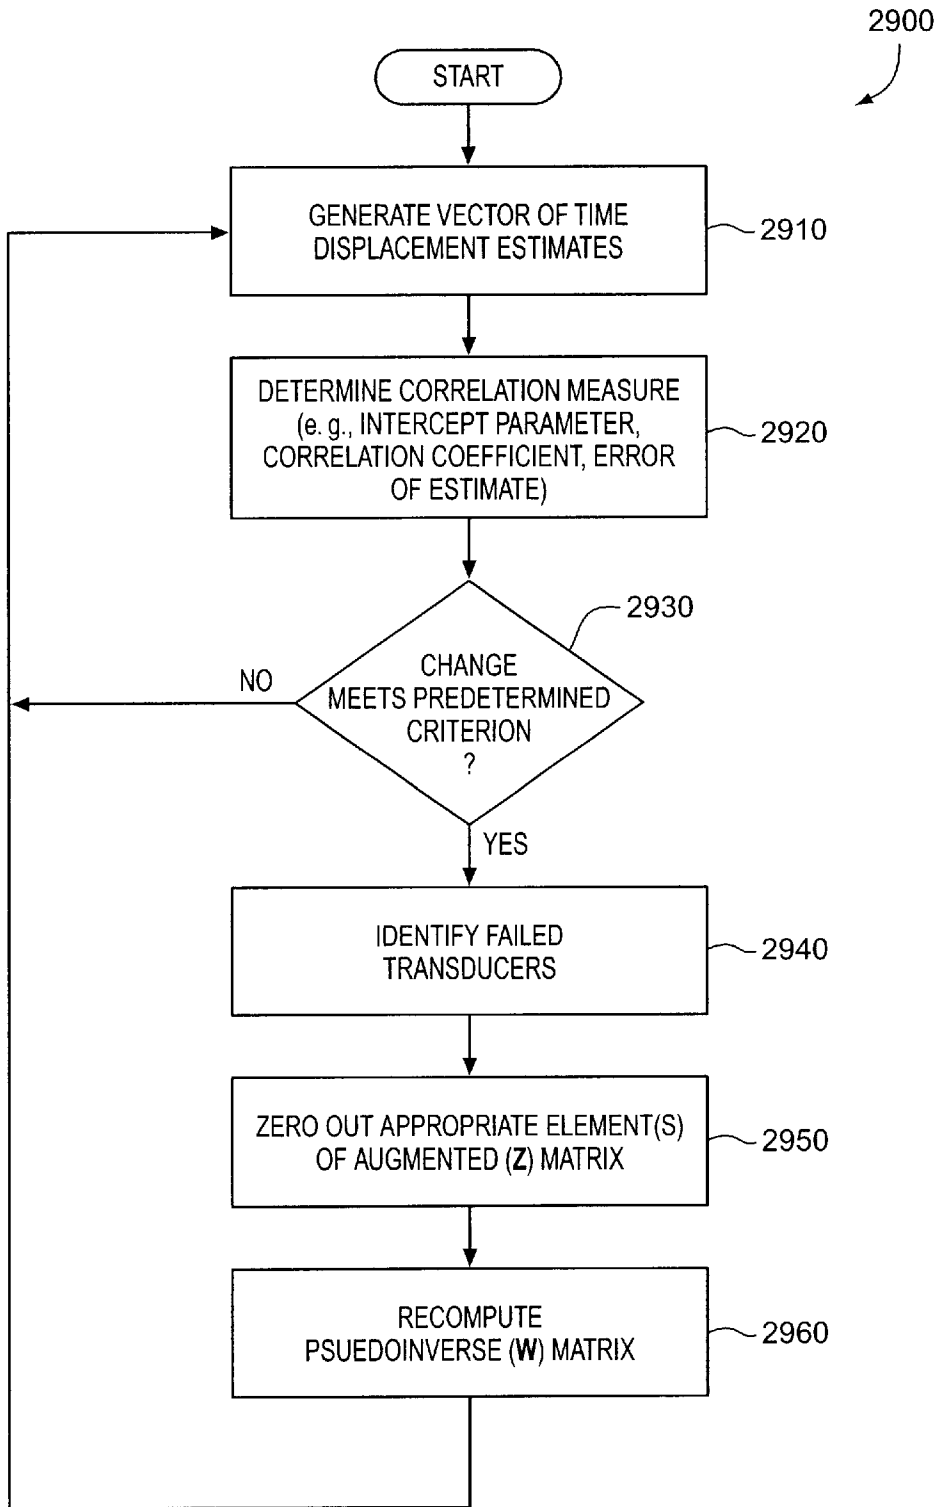 2900
START
GENERATE VECTOR OF TIME
DISPLACEMENT ESTIMATES
2910
DETERMINE CORRELATION MEASURE
(e. g., INTERCEPT PARAMETER,
CORRELATION COEFFICIENT, ERROR
OF ESTIMATE)
2920
2930
CHANGE
MEETS PREDETERMINED
CRITERION
?
NO
YES
IDENTIFY FAILED
TRANSDUCERS
2940
ZERO OUT APPROPRIATE ELEMENT(S)
OF AUGMENTED (Z) MATRIX
2950
RECOMPUTE
PSUEDOINVERSE (W) MATRIX
2960